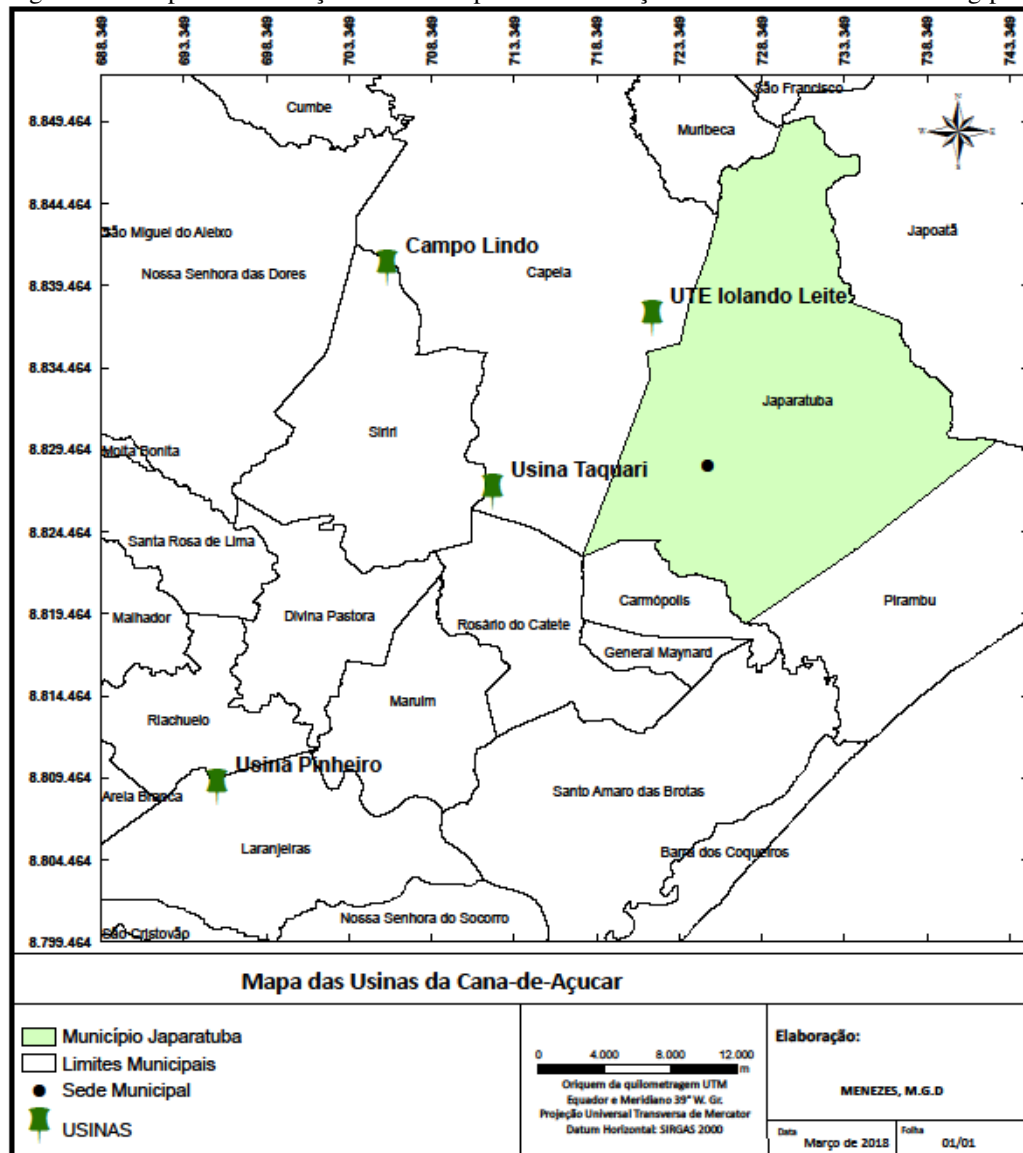 688.349 693.349 698.349 703.349 708.349 713.349 718.349 723.349 728.349 733.349 738.349 743.349
São Francisco
Cumbe
8.849.464
Muribeca
8.844.464
São Miguel do Aleixo
Japoatã
Campo Lindo
Nossa Senhora das Dores
Capela
8.839.464
UTE Iolando Leite
8.834.464
Japaratuba
Siriri
8.829.464
Moita Bonita
Usina Taquari
8.824.464
Santa Rosa de Lima
8.819.464
Malhador
Divina Pastora
Rosário do Catete
Carmópolis
Pirambu
General Maynard
8.814.464
Riachuelo
Maruim
Usina Pinheiro
8.809.464
Areia Branca
Santo Amaro das Brotas
8.804.464
Laranjeiras
Barra dos Coqueiros
Nossa Senhora do Socorro
8.799.464
São Cristovão
N
W
E
S
Mapa das Usinas da Cana-de-Açucar
Município Japaratuba
Limites Municipais
Sede Municipal
USINAS
0 4.000 8.000 12.000
m
Origuem da quilometragem UTM
Equador e Meridiano 39° W. Gr.
Projeção Universal Transversa de Mercator
Datum Horizontal: SIRGAS 2000
Elaboração:
MENEZES, M.G.D
Data
Março de 2018
Folha
01/01